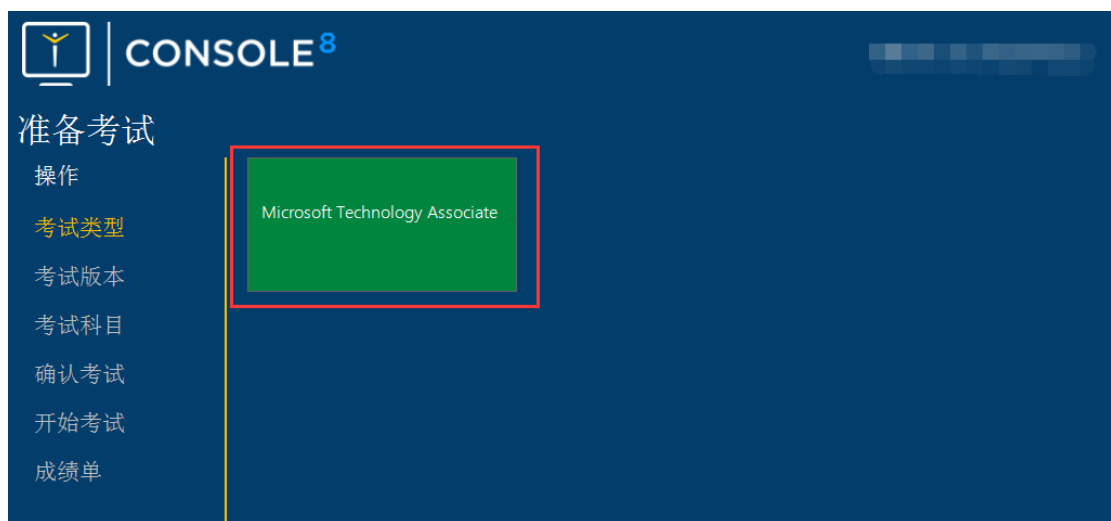 CONSOLE8
准备考试
操作
考试类型
考试版本
考试科目
确认考试
开始考试
成绩单
Microsoft Technology Associate